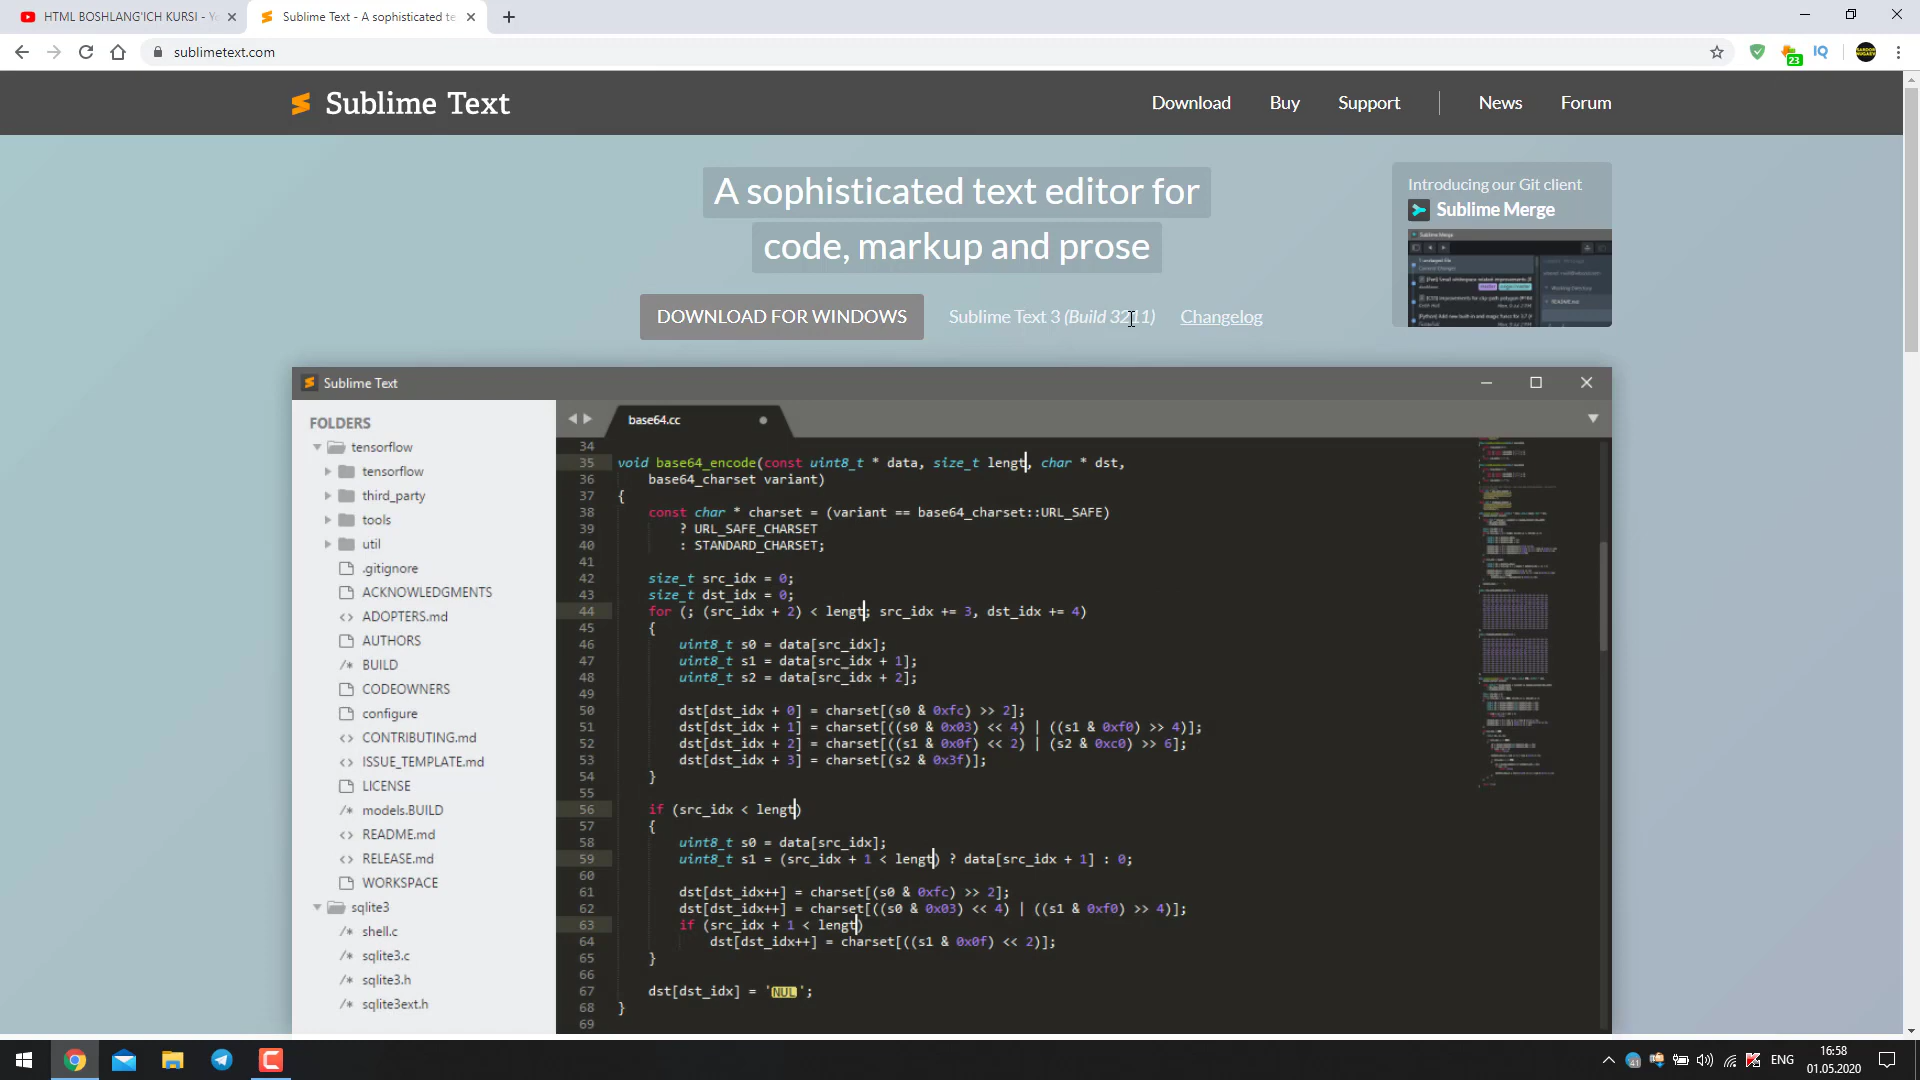 HTML BOSHLANG'ICH KURSI - Yo
Sublime Text - A sophisticated te
sublimetext.com
23
Sublime Text
Download
Buy
Support
News
Forum
A sophisticated text editor for
code, markup and prose
Introducing our Git client
Sublime Merge
DOWNLOAD FOR WINDOWS
Sublime Text 3 (Build 3211)
Changelog
Sublime Text
FOLDERS
tensorflow
tensorflow
third_party
tools
util
.gitignore
ACKNOWLEDGMENTS
ADOPTERS.md
AUTHORS
/* BUILD
CODEOWNERS
configure
<> CONTRIBUTING.md
<> ISSUE_TEMPLATE.md
LICENSE
/* models.BUILD
<> README.md
<> RELEASE.md
<> WORKSPACE
sqlite3
/* shell.c
/* sqlite3.c
/* sqlite3.h
/* sqlite3ext.h
base64.cc
34
35 void base64_encode(const uint8_t * data, size_t lengt, char * dst,
36 base64_charset variant)
37 {
38 const char * charset = (variant == base64_charset::URL_SAFE)
39 ? URL_SAFE_CHARSET
40 : STANDARD_CHARSET;
41
42 size_t src_idx = 0;
43 size_t dst_idx = 0;
44 for (; (src_idx + 2) < lengt; src_idx += 3, dst_idx += 4)
45 {
46 uint8_t s0 = data[src_idx];
47 uint8_t s1 = data[src_idx + 1];
48 uint8_t s2 = data[src_idx + 2];
49
50 dst[dst_idx + 0] = charset[(s0 & 0xfc) >> 2];
51 dst[dst_idx + 1] = charset[((s0 & 0x03) << 4) | ((s1 & 0xf0) >> 4)];
52 dst[dst_idx + 2] = charset[((s1 & 0x0f) << 2) | (s2 & 0xc0) >> 6];
53 dst[dst_idx + 3] = charset[(s2 & 0x3f)];
54 }
55
56 if (src_idx < lengt)
57 {
58 uint8_t s0 = data[src_idx];
59 uint8_t s1 = (src_idx + 1 < lengt) ? data[src_idx + 1] : 0;
60
61 dst[dst_idx++] = charset[(s0 & 0xfc) >> 2];
62 dst[dst_idx++] = charset[((s0 & 0x03) << 4) | ((s1 & 0xf0) >> 4)];
63 if (src_idx + 1 < lengt)
64 dst[dst_idx++] = charset[((s1 & 0x0f) << 2)];
65 }
66
67 dst[dst_idx] = 'NUL';
68 }
69
ENG
16:58
01.05.2020